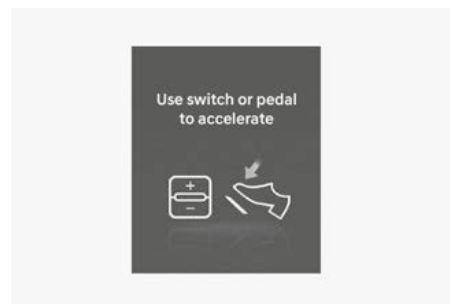 Use switch or pedal
to accelerate
+
−